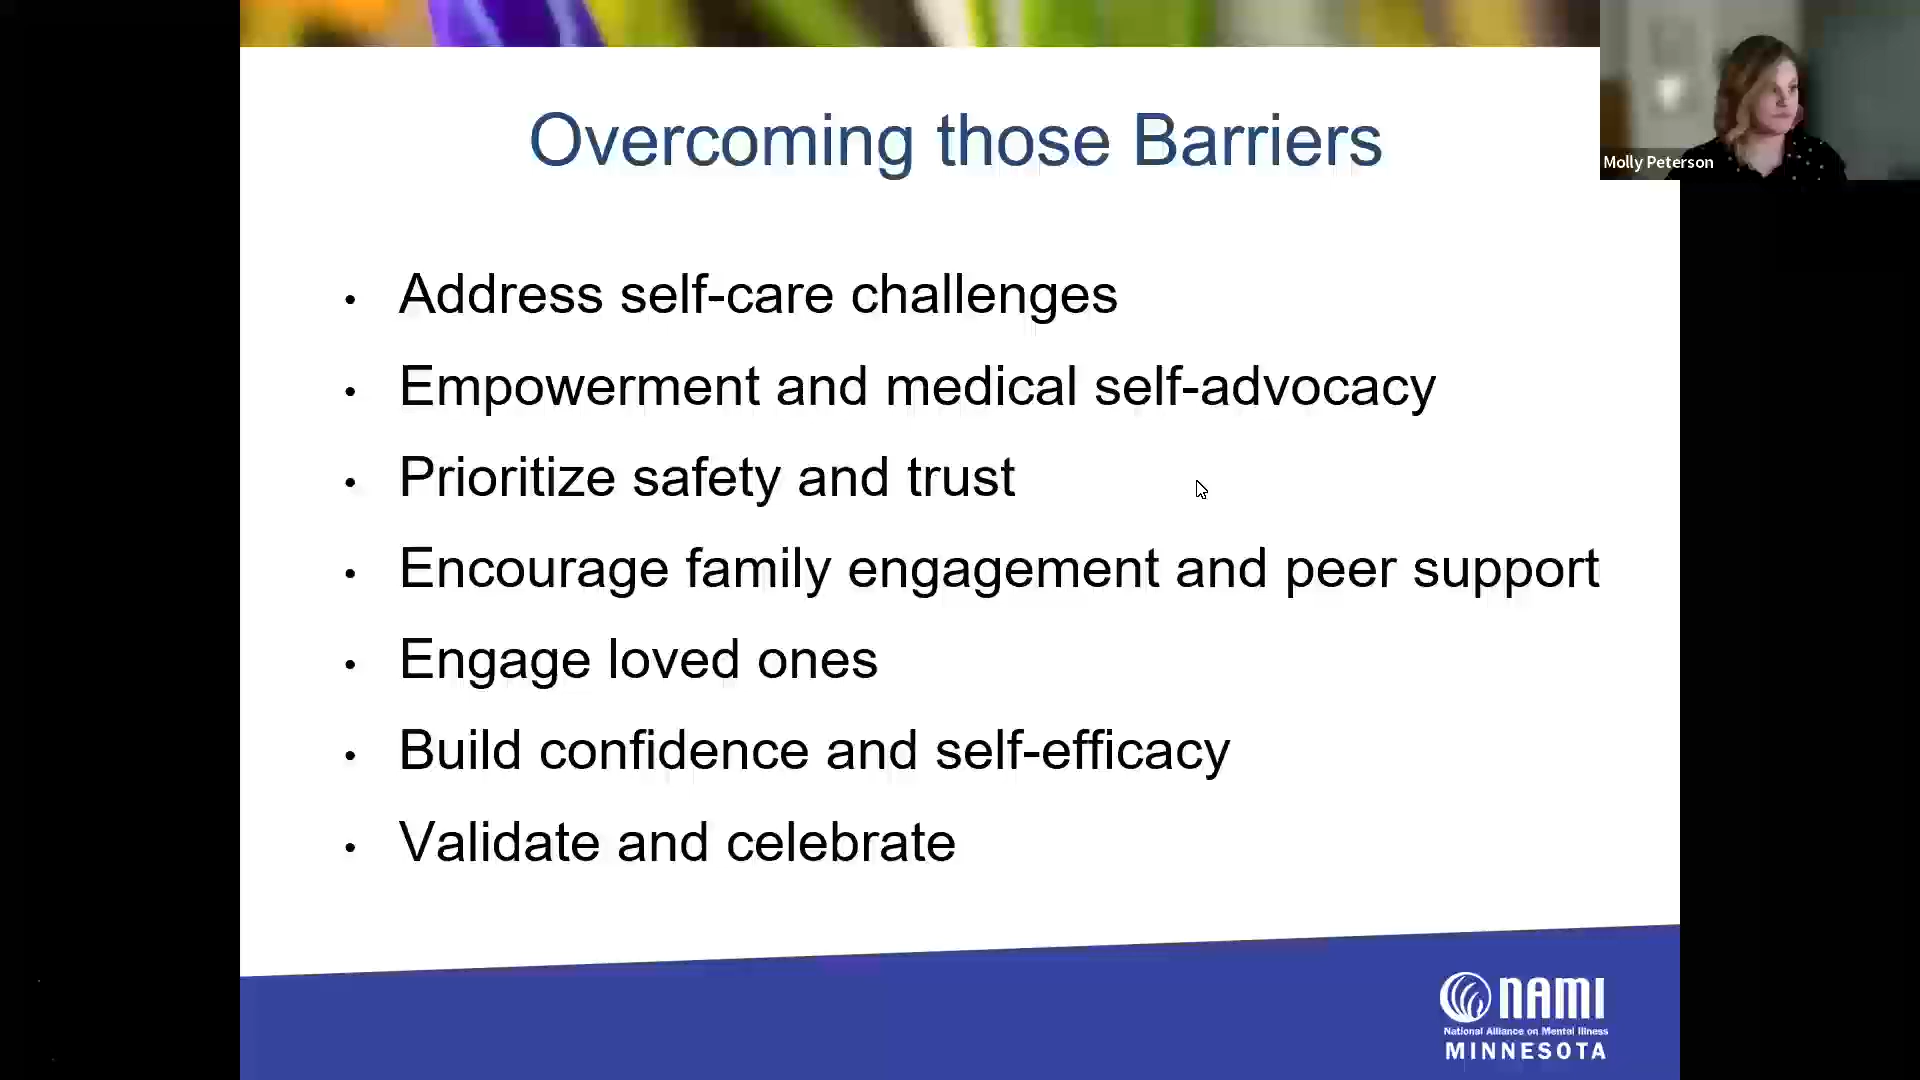 Overcoming those Barriers
Molly Peterson
• Address self-care challenges
• Empowerment and medical self-advocacy
• Prioritize safety and trust
• Encourage family engagement and peer support
• Engage loved ones
• Build confidence and self-efficacy
• Validate and celebrate
NAMI
National Alliance on Mental Illness
MINNESOTA